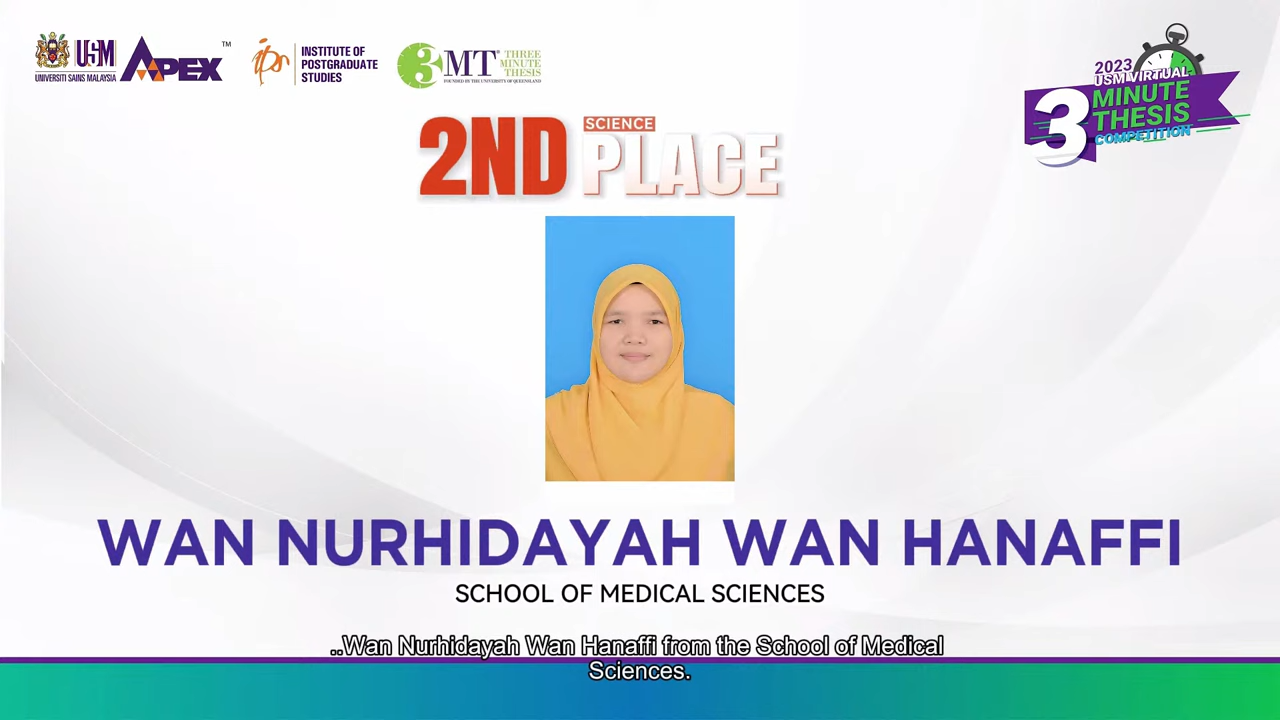 USM
UNIVERSITI SAINS MALAYSIA
APEX™
ips
INSTITUTE OF
POSTGRADUATE
STUDIES
3MT® THREE
MINUTE
THESIS
FOUNDED BY THE UNIVERSITY OF QUEENSLAND
2023
USM VIRTUAL
3 MINUTE
THESIS
COMPETITION
2ND SCIENCE
PLACE
WAN NURHIDAYAH WAN HANAFFI
SCHOOL OF MEDICAL SCIENCES
..Wan Nurhidayah Wan Hanaffi from the School of Medical
Sciences.